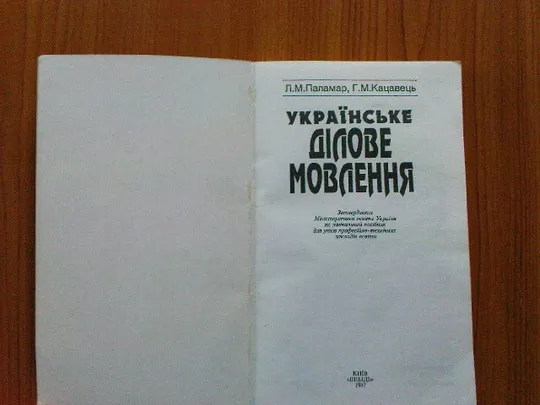 Л.М.Паламар, Г.М.Кацавець
УКРАЇНСЬКЕ
ДІЛОВЕ
МОВЛЕННЯ
Затверджено
Міністерством освіти України
як навчальний посібник
для учнів професійно-технічних
закладів освіти
КИЇВ
«ЛИБІДЬ»
1997